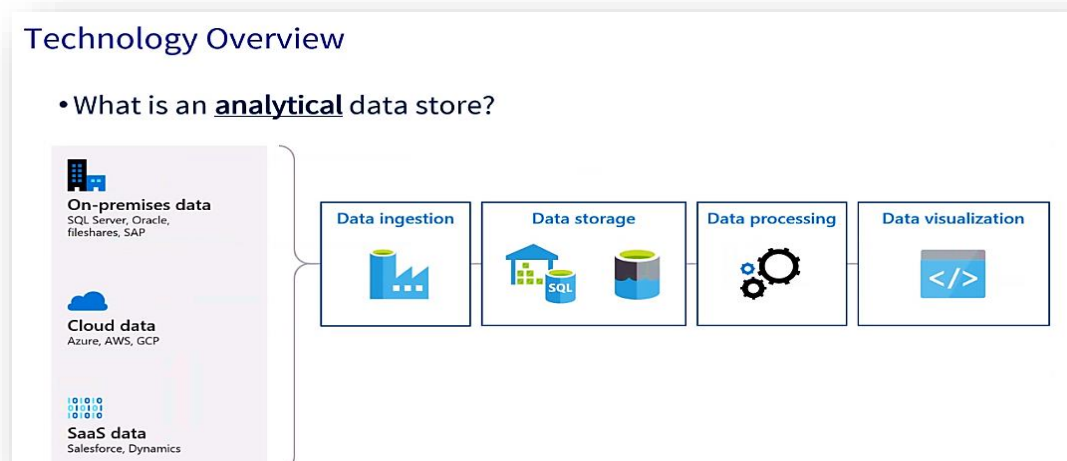 Technology Overview
• What is an analytical data store?
On-premises data
SQL Server, Oracle,
fileshares, SAP
Cloud data
Azure, AWS, GCP
SaaS data
Salesforce, Dynamics
Data ingestion
Data storage
SQL
Data processing
Data visualization
</>